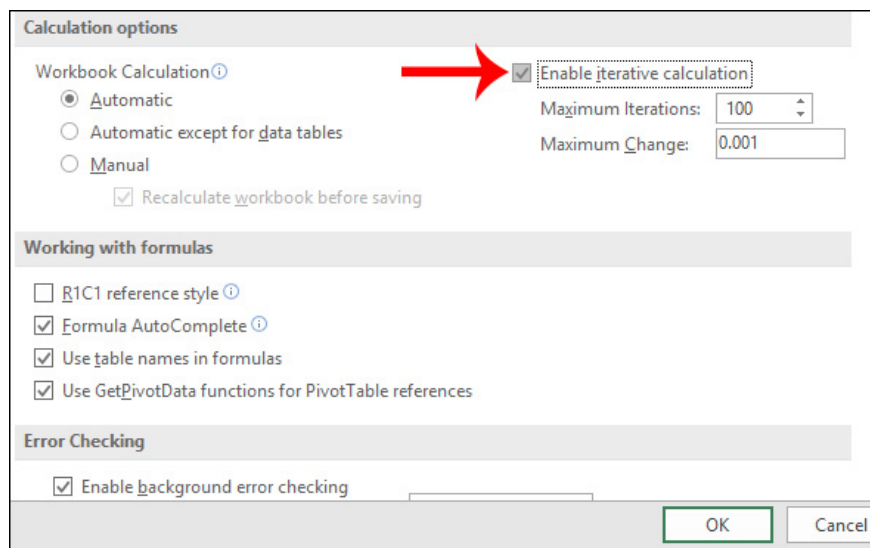 Calculation options
Workbook Calculation
Automatic
Automatic except for data tables
Manual
Recalculate workbook before saving
Enable iterative calculation
Maximum Iterations: 100
Maximum Change: 0.001
Working with formulas
R1C1 reference style
Formula AutoComplete
Use table names in formulas
Use GetPivotData functions for PivotTable references
Error Checking
Enable background error checking
OK Cancel